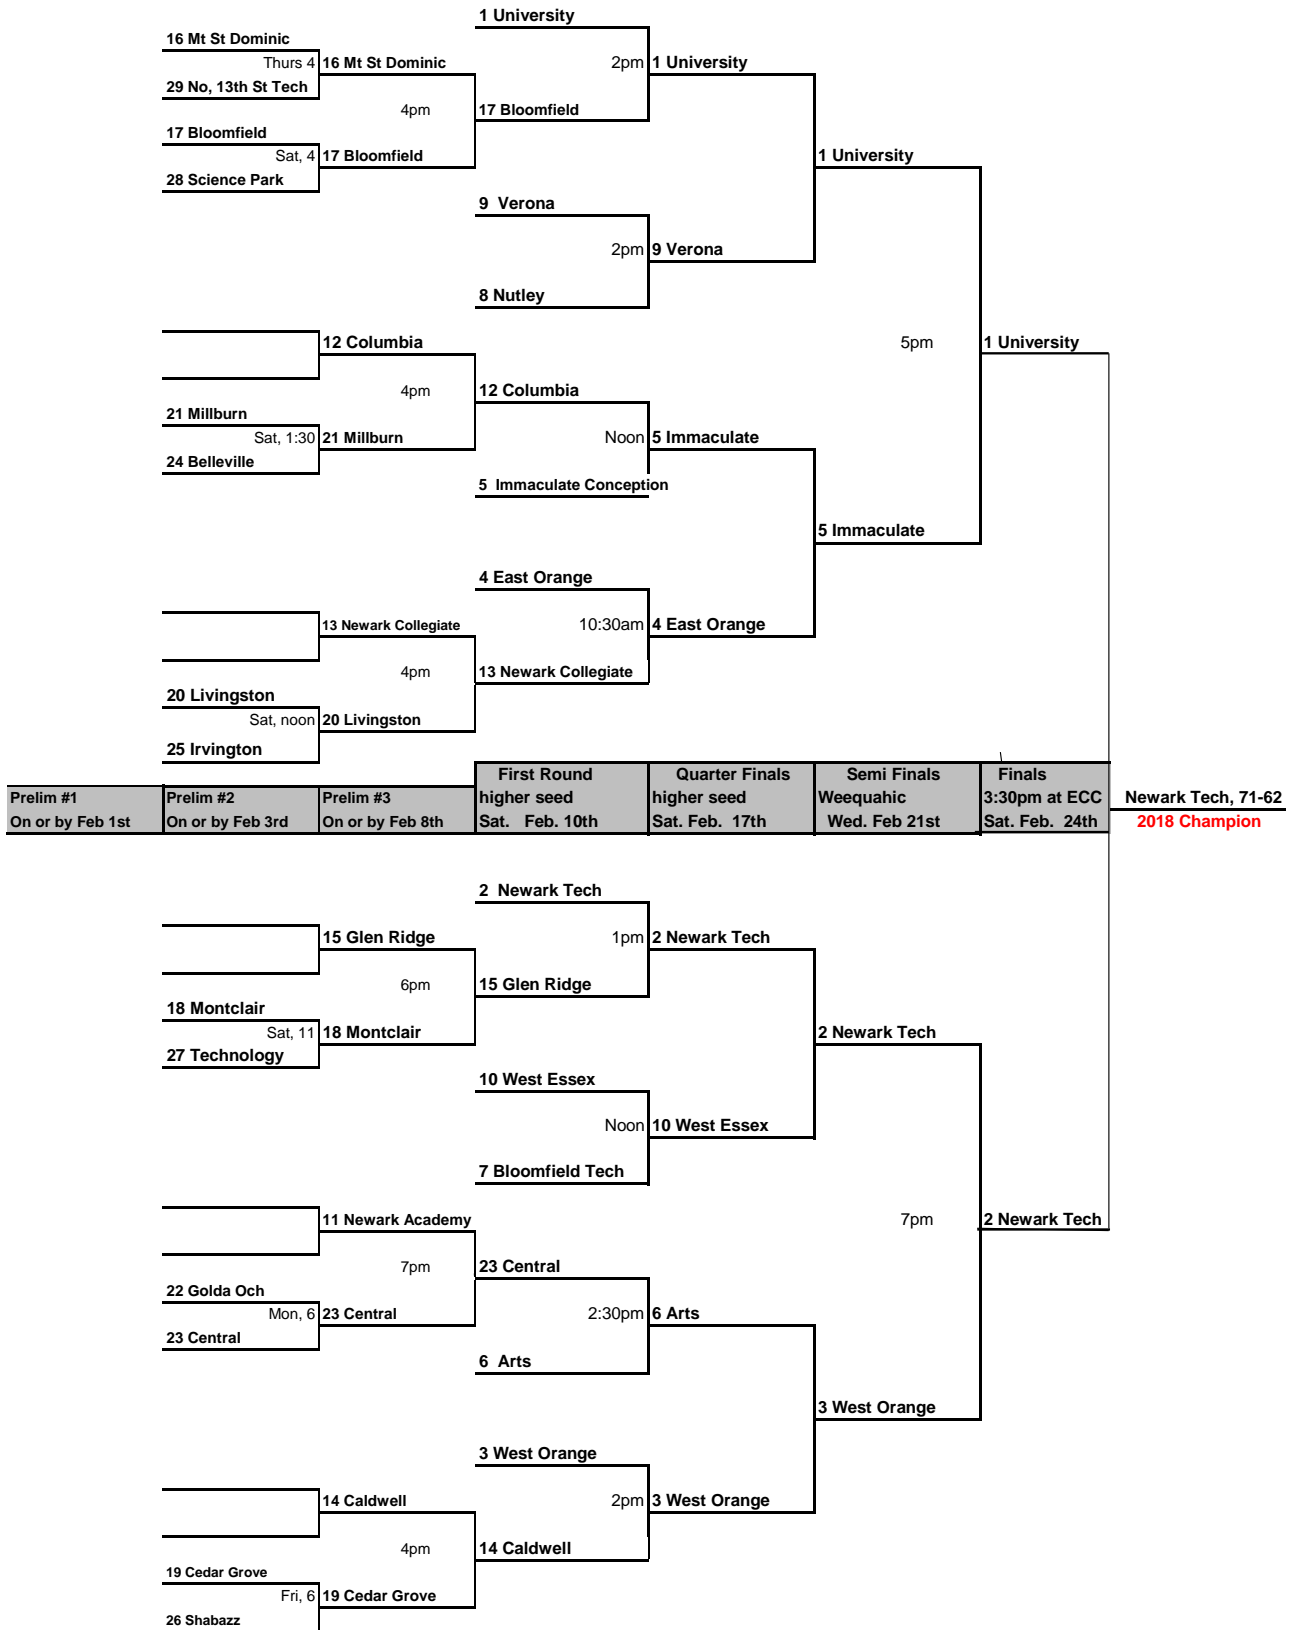 1 University
16 Mt St Dominic
Thurs 4 16 Mt St Dominic 2pm 1 University
29 No, 13th St Tech
4pm 17 Bloomfield
17 Bloomfield
Sat, 4 17 Bloomfield 1 University
28 Science Park
9 Verona
2pm 9 Verona
8 Nutley
12 Columbia 5pm 1 University
4pm 12 Columbia
21 Millburn
Sat, 1:30 21 Millburn Noon 5 Immaculate
24 Belleville
5 Immaculate Conception
5 Immaculate
4 East Orange
13 Newark Collegiate 10:30am 4 East Orange
4pm 13 Newark Collegiate
20 Livingston
Sat, noon 20 Livingston
25 Irvington
First Round Quarter Finals Semi Finals Finals
Prelim #1 Prelim #2 Prelim #3 higher seed higher seed Weequahic 3:30pm at ECC Newark Tech, 71-62
On or by Feb 1st On or by Feb 3rd On or by Feb 8th Sat. Feb. 10th Sat. Feb. 17th Wed. Feb 21st Sat. Feb. 24th 2018 Champion
2 Newark Tech
15 Glen Ridge 1pm 2 Newark Tech
6pm 15 Glen Ridge
18 Montclair
Sat, 11 18 Montclair 2 Newark Tech
27 Technology
10 West Essex
Noon 10 West Essex
7 Bloomfield Tech
11 Newark Academy 7pm 2 Newark Tech
7pm 23 Central
22 Golda Och
Mon, 6 23 Central 2:30pm 6 Arts
23 Central
6 Arts
3 West Orange
3 West Orange
14 Caldwell 2pm 3 West Orange
4pm 14 Caldwell
19 Cedar Grove
Fri, 6 19 Cedar Grove
26 Shabazz